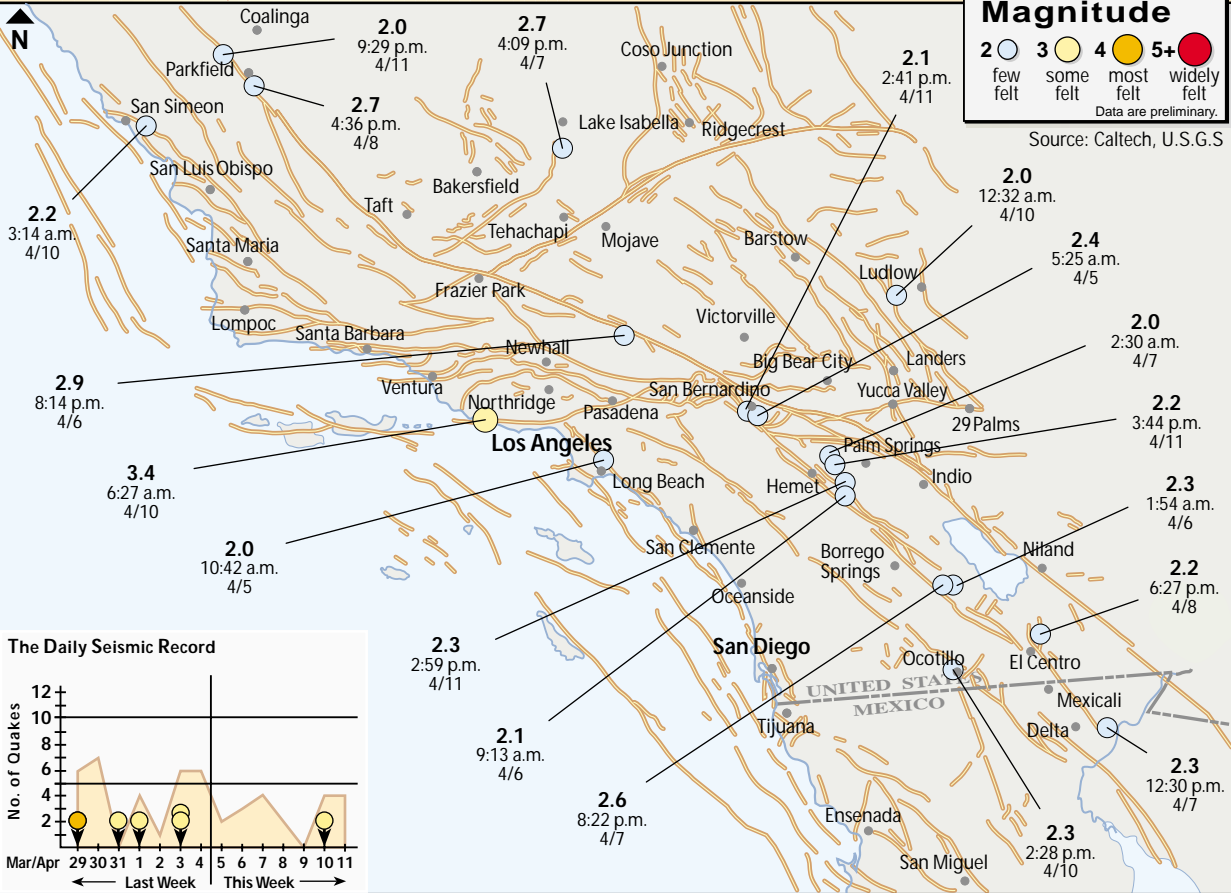 N
Coalinga
2.0
9:29 p.m.
4/11
2.7
4:09 p.m.
4/7
Coso Junction
2.1
2:41 p.m.
4/11
Magnitude
2 3 4 5+
few felt
some felt
most felt
widely felt
Data are preliminary.
Source: Caltech, U.S.G.S
Parkfield
2.7
4:36 p.m.
4/8
San Simeon
Lake Isabella
Ridgecrest
San Luis Obispo
Bakersfield
2.0
12:32 a.m.
4/10
2.2
3:14 a.m.
4/10
Taft
Tehachapi
Mojave
Barstow
2.4
5:25 a.m.
4/5
Santa Maria
Ludlow
Frazier Park
Lompoc
Santa Barbara
Victorville
2.0
2:30 a.m.
4/7
Newhall
Big Bear City
Landers
2.9
8:14 p.m.
4/6
Ventura
Northridge
Pasadena
San Bernardino
Yucca Valley
29 Palms
2.2
3:44 p.m.
4/11
Los Angeles
Palm Springs
3.4
6:27 a.m.
4/10
Long Beach
Hemet
Indio
2.3
1:54 a.m.
4/6
2.0
10:42 a.m.
4/5
San Clemente
Borrego
Springs
Niland
2.2
6:27 p.m.
4/8
Oceanside
2.3
2:59 p.m.
4/11
San Diego
Ocotillo
El Centro
UNITED STATES
MEXICO
Mexicali
Tijuana
Delta
2.1
9:13 a.m.
4/6
2.3
12:30 p.m.
4/7
2.6
8:22 p.m.
4/7
Ensenada
2.3
2:28 p.m.
4/10
San Miguel
The Daily Seismic Record
No. of Quakes
12
10
8
6
4
2
Mar/Apr 29 30 31 1 2 3 4 5 6 7 8 9 10 11
Last Week This Week